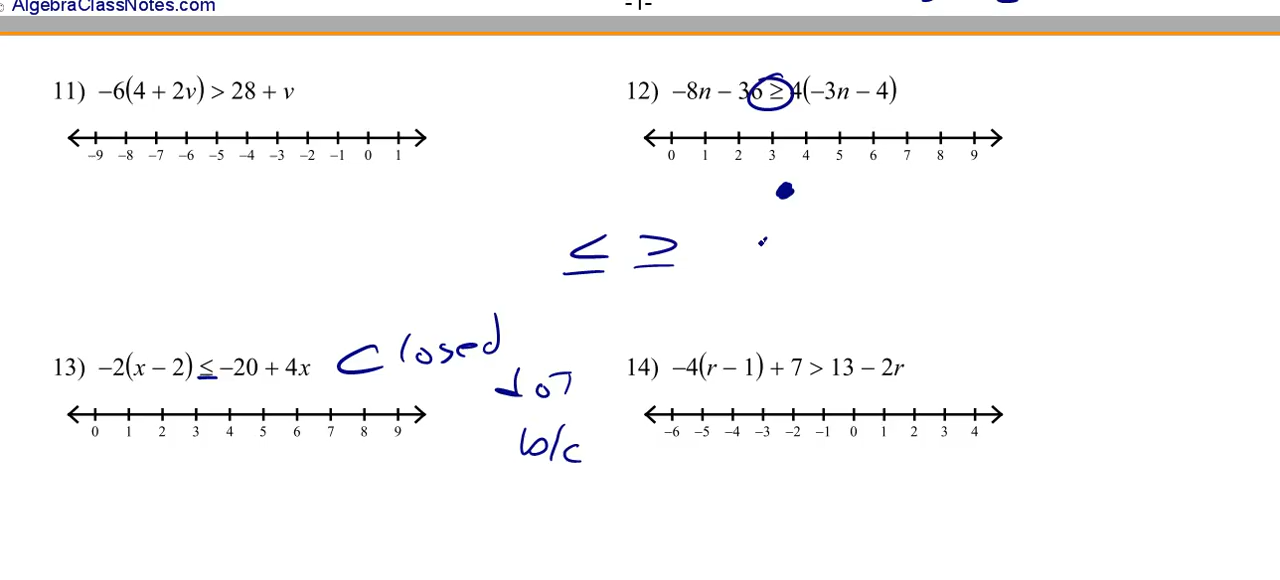 © AlgebraClassNotes.com
-1-
11) −6(4 + 2v) > 28 + v
−9 −8 −7 −6 −5 −4 −3 −2 −1 0 1
12) −8n − 36 ≥ 4(−3n − 4)
0 1 2 3 4 5 6 7 8 9
≤ ≥
13) −2(x − 2) ≤ −20 + 4x
0 1 2 3 4 5 6 7 8 9
Closed
dot
b/c
14) −4(r − 1) + 7 > 13 − 2r
−6 −5 −4 −3 −2 −1 0 1 2 3 4